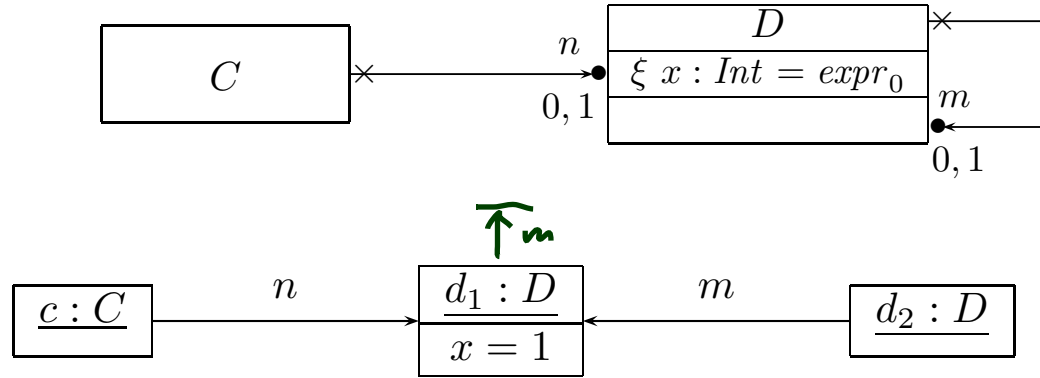 D
n
C
ξ x : Int = expr₀
m
0, 1
0, 1
m
n
m
c : C
d₁ : D
d₂ : D
x = 1